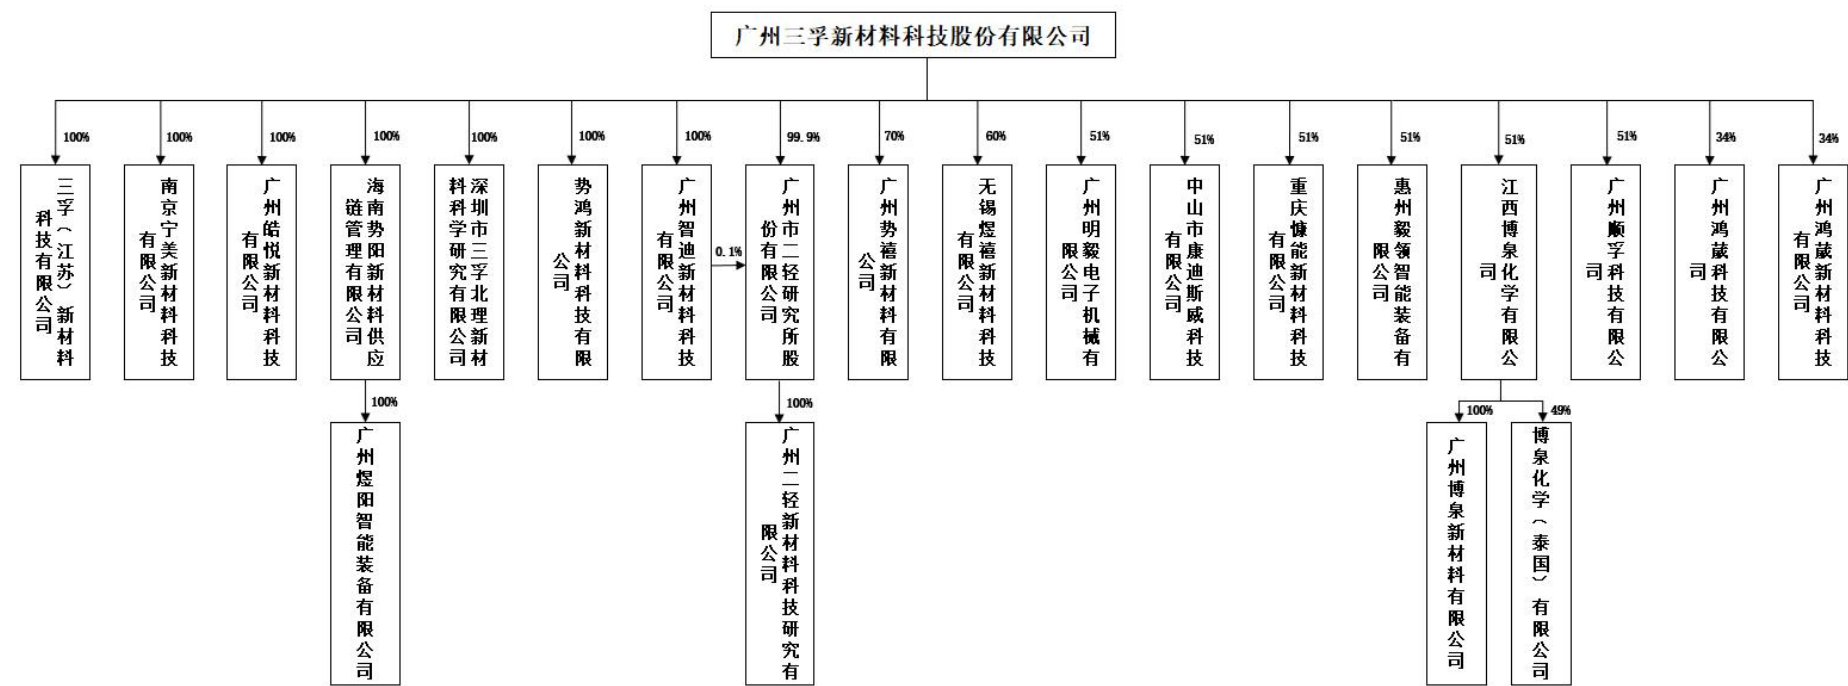 广州三孚新材料科技股份有限公司
100%
100%
100%
100%
100%
100%
100%
99.9%
70%
60%
51%
51%
51%
51%
51%
51%
34%
34%
三孚（江苏）新材料
科技有限公司
南京宁美新材料科技
有限公司
广州皓悦新材料科技
有限公司
海南势阳新材料供应
链管理有限公司
深圳市三孚北理新材
料科学研究有限公司
势鸿新材料科技有限
公司
广州智迪新材料科技
有限公司
0.1%
广州市二轻研究所股
份有限公司
广州势禧新材料有限
公司
无锡煜禧新材料科技
有限公司
广州明毅电子机械有
限公司
中山市康迪斯威科技
有限公司
重庆慷能新材料科技
有限公司
惠州毅领智能装备有
限公司
江西博泉化学有限公
司
广州顺孚科技有限公
司
广州鸿葳科技有限公
司
广州鸿葳新材料科技
有限公司
100%
100%
100%
49%
广州煜阳智能装备有限公司
广州二轻新材料科技研究有
限公司
广州博泉新材料有限公司
博泉化学（泰国）有限公司